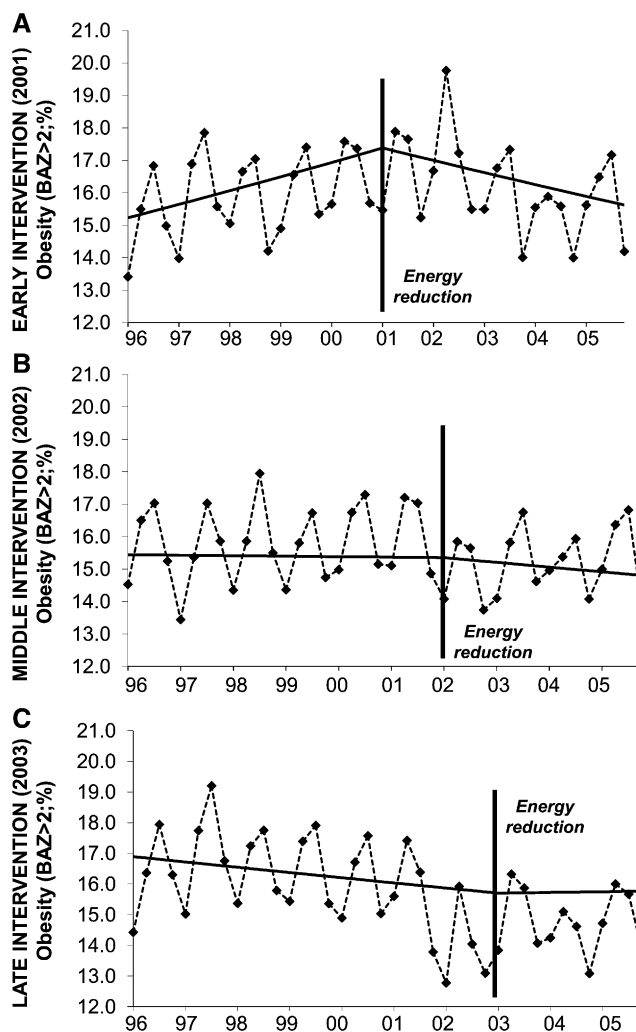 A
EARLY INTERVENTION (2001)
Obesity (BAZ>2;%)
21.0
20.0
19.0
18.0
17.0
16.0
15.0
14.0
13.0
12.0
Energy
reduction
96 97 98 99 00 01 02 03 04 05
B
MIDDLE INTERVENTION (2002)
Obesity (BAZ>2;%)
21.0
20.0
19.0
18.0
17.0
16.0
15.0
14.0
13.0
12.0
Energy
reduction
96 97 98 99 00 01 02 03 04 05
C
LATE INTERVENTION (2003)
Obesity (BAZ>2;%)
21.0
20.0
19.0
18.0
17.0
16.0
15.0
14.0
13.0
12.0
Energy
reduction
96 97 98 99 00 01 02 03 04 05